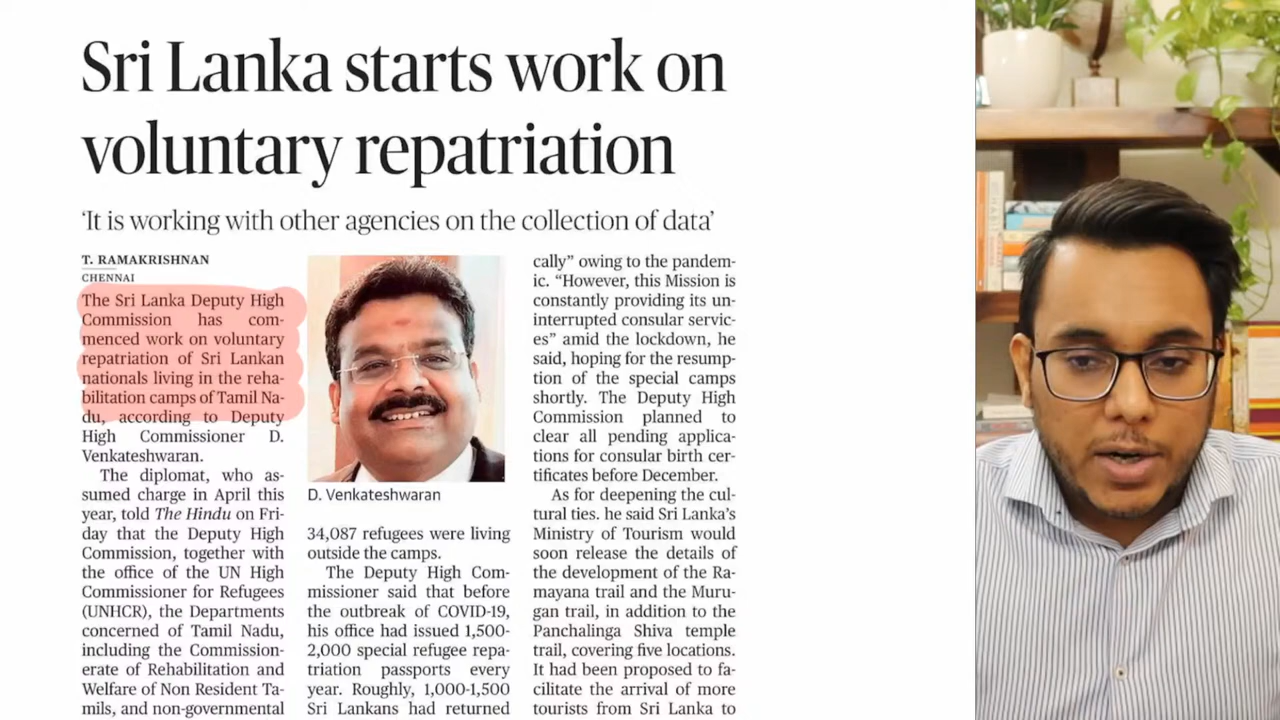 Sri Lanka starts work on
voluntary repatriation
‘It is working with other agencies on the collection of data’
T. RAMAKRISHNAN
CHENNAI
The Sri Lanka Deputy High
Commission has com-
menced work on voluntary
repatriation of Sri Lankan
nationals living in the reha-
bilitation camps of Tamil Na-
du, according to Deputy
High Commissioner D.
Venkateshwaran.
The diplomat, who as-
sumed charge in April this
year, told The Hindu on Fri-
day that the Deputy High
Commission, together with
the office of the UN High
Commissioner for Refugees
(UNHCR), the Departments
concerned of Tamil Nadu,
including the Commission-
erate of Rehabilitation and
Welfare of Non Resident Ta-
mils, and non-governmental
D. Venkateshwaran
34,087 refugees were living
outside the camps.
The Deputy High Com-
missioner said that before
the outbreak of COVID-19,
his office had issued 1,500-
2,000 special refugee repa-
triation passports every
year. Roughly, 1,000-1,500
Sri Lankans had returned
cally” owing to the pandem-
ic. “However, this Mission is
constantly providing its un-
interrupted consular servic-
es” amid the lockdown, he
said, hoping for the resump-
tion of the special camps
shortly. The Deputy High
Commission planned to
clear all pending applica-
tions for consular birth cer-
tificates before December.
As for deepening the cul-
tural ties. he said Sri Lanka’s
Ministry of Tourism would
soon release the details of
the development of the Ra-
mayana trail and the Muru-
gan trail, in addition to the
Panchalinga Shiva temple
trail, covering five locations.
It had been proposed to fa-
cilitate the arrival of more
tourists from Sri Lanka to